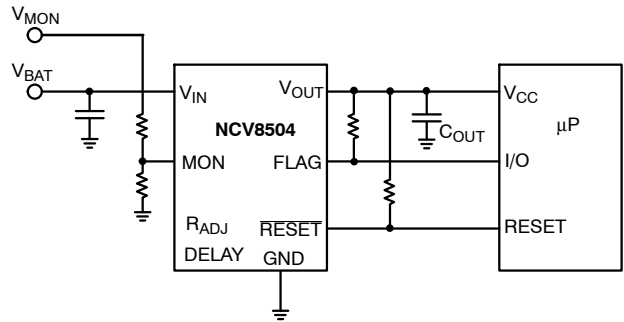 VMON
VBAT
VIN
VOUT
VCC
NCV8504
COUT
μP
MON
FLAG
I/O
RADJ
RESET
RESET
DELAY
GND